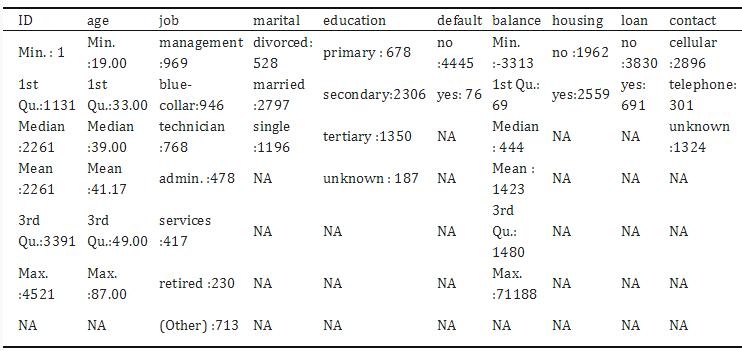 ID age job marital education default balance housing loan contact
Min. : 1 Min. :19.00 management :969 divorced: 528 primary : 678 no :4445 Min. :-3313 no :1962 no :3830 cellular :2896
1st Qu.:1131 1st Qu.:33.00 blue-collar:946 married :2797 secondary:2306 yes: 76 1st Qu.: 69 yes:2559 yes: 691 telephone: 301
Median :2261 Median :39.00 technician :768 single :1196 tertiary :1350 NA Median : 444 NA NA unknown :1324
Mean :2261 Mean :41.17 admin. :478 NA unknown : 187 NA Mean : 1423 NA NA NA
3rd Qu.:3391 3rd Qu.:49.00 services :417 NA NA NA 3rd Qu.: 1480 NA NA NA
Max. :4521 Max. :87.00 retired :230 NA NA NA Max. :71188 NA NA NA
NA NA (Other) :713 NA NA NA NA NA NA NA